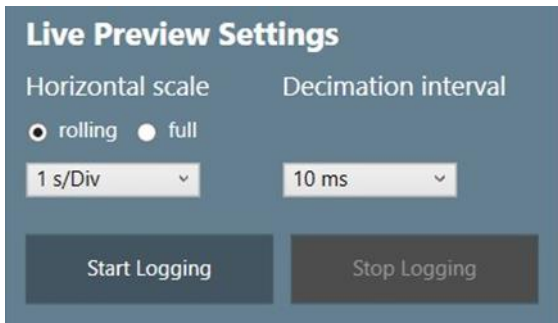 Live Preview Settings
Horizontal scale Decimation interval
rolling full
1 s/Div 10 ms
Start Logging Stop Logging